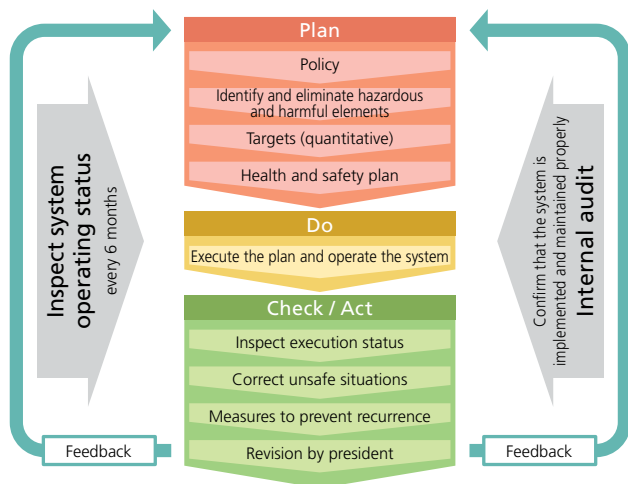 Plan
Policy
Identify and eliminate hazardous
and harmful elements
Targets (quantitative)
Health and safety plan
Do
Execute the plan and operate the system
Check / Act
Inspect execution status
Correct unsafe situations
Measures to prevent recurrence
Revision by president
Inspect system
operating status
every 6 months
Confirm that the system is
implemented and maintained properly
Internal audit
Feedback
Feedback